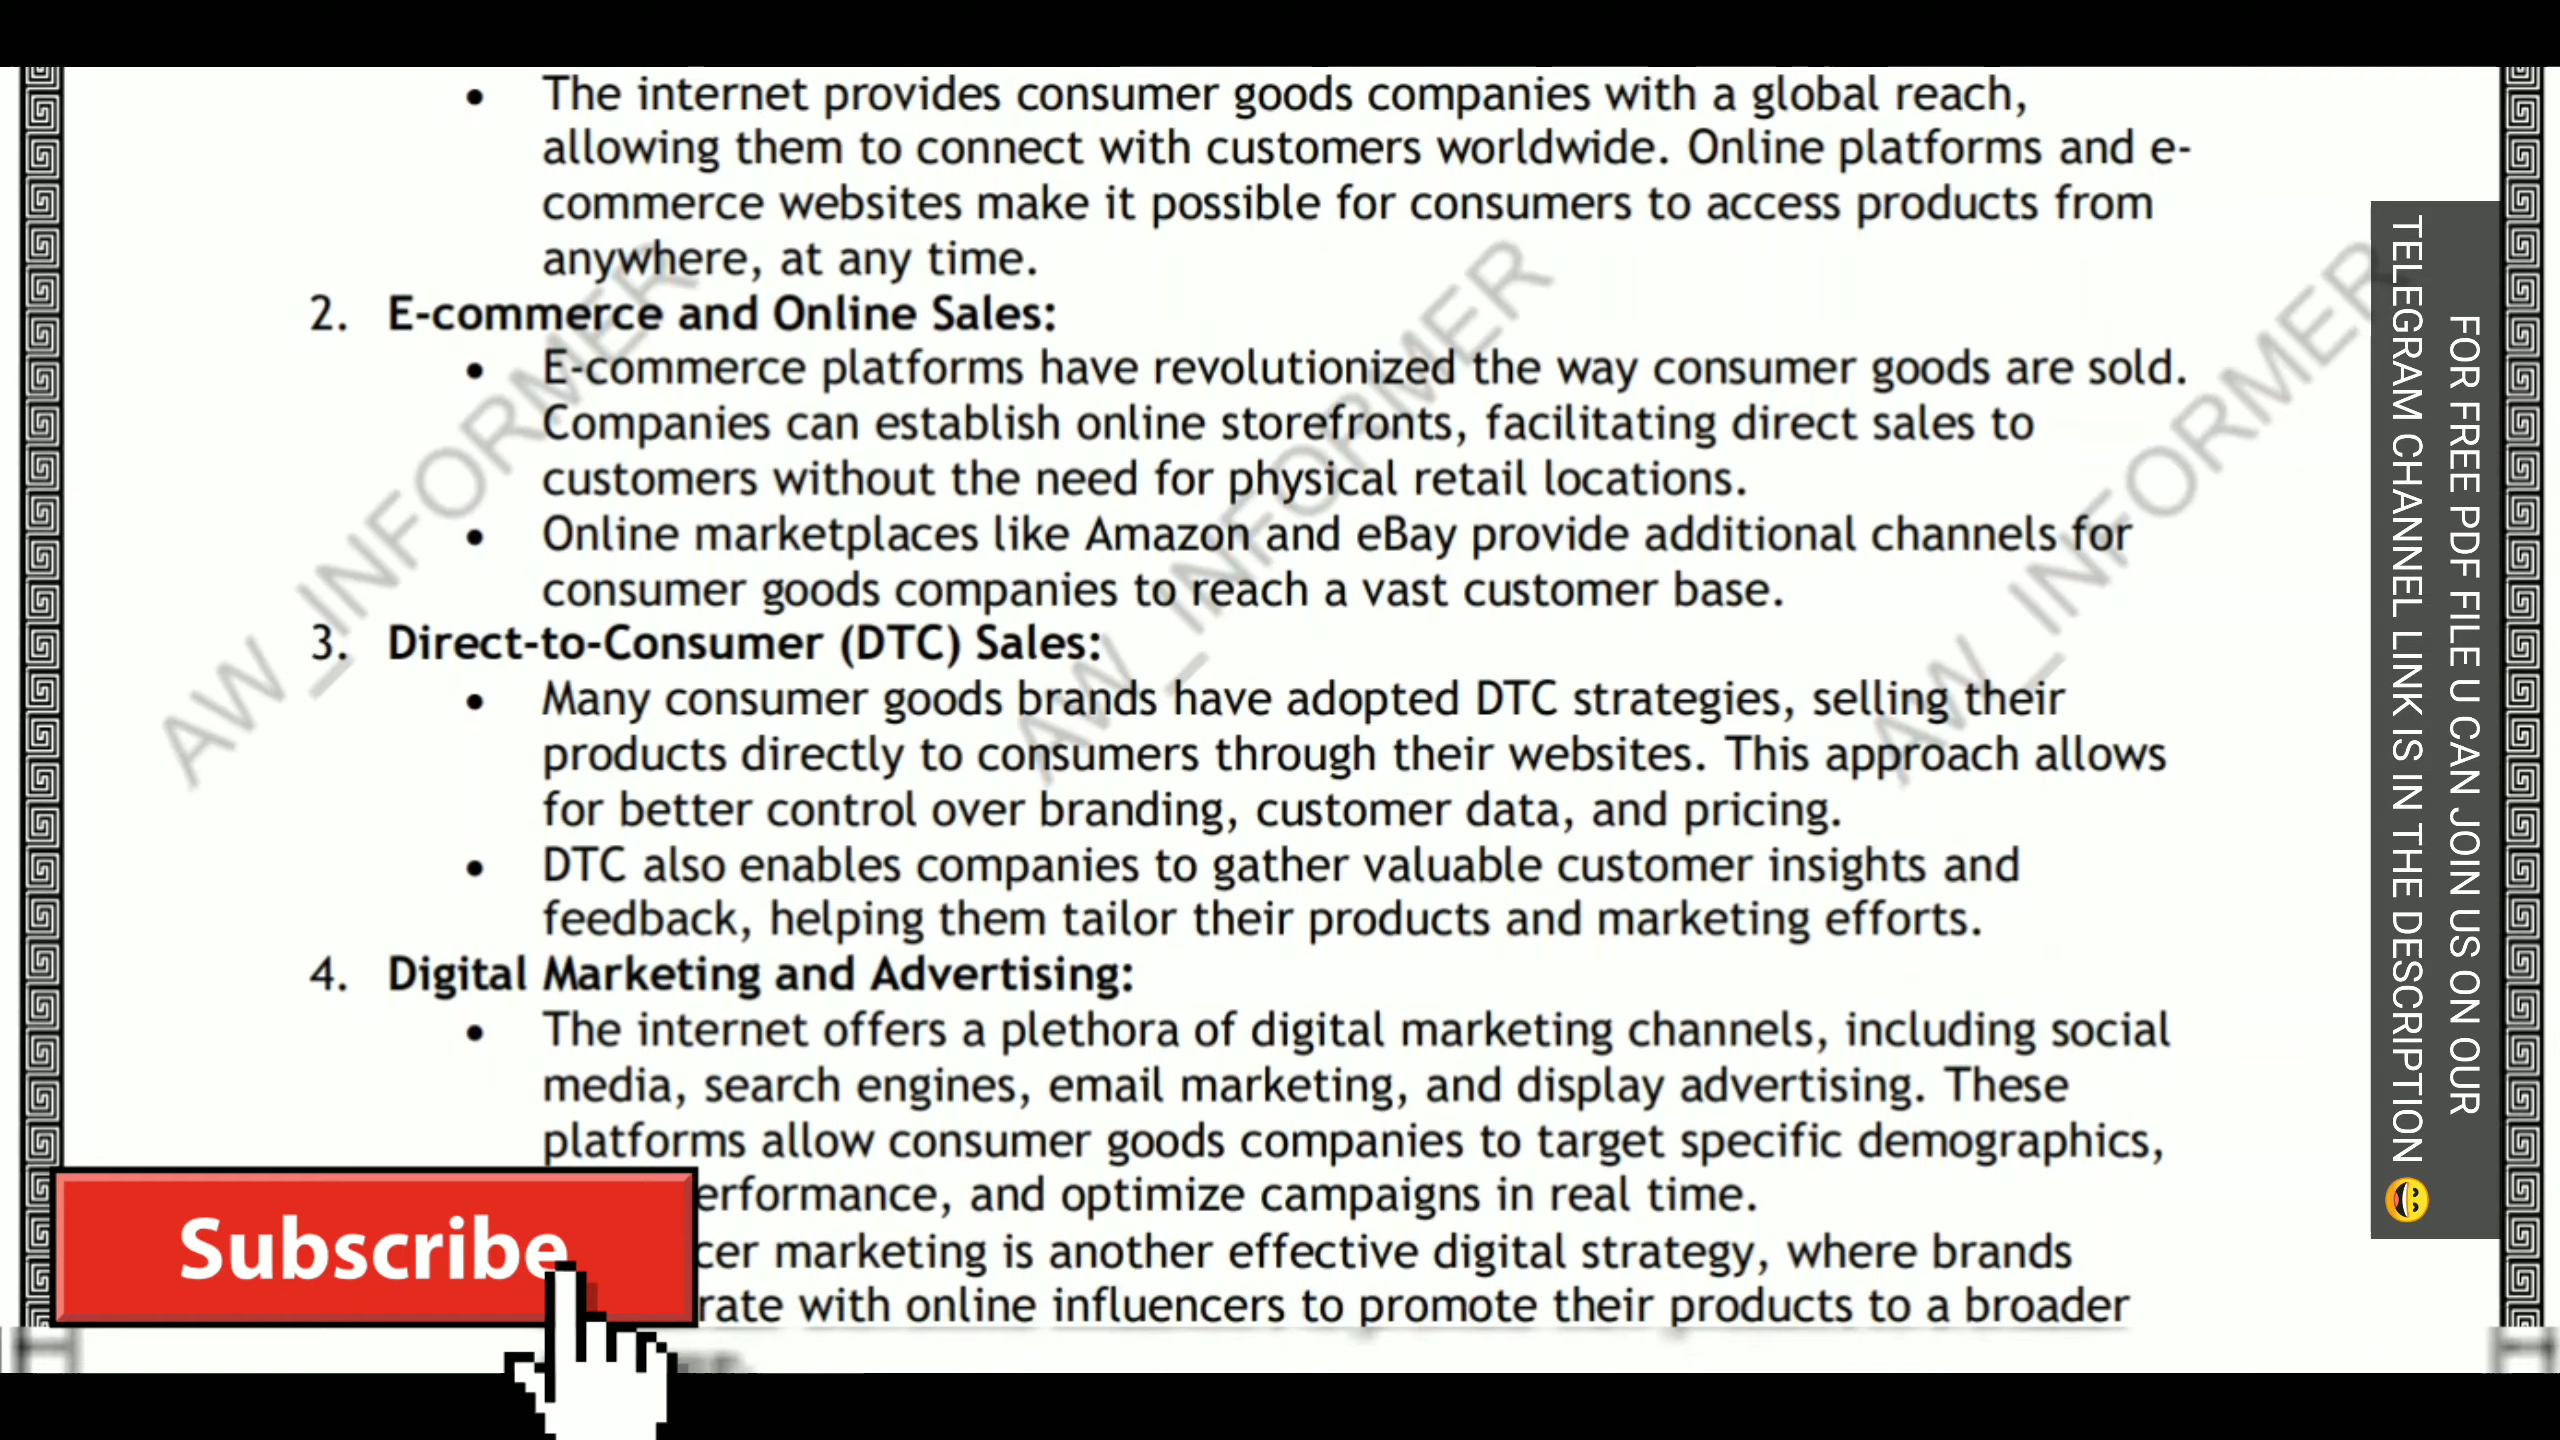 • The internet provides consumer goods companies with a global reach,
allowing them to connect with customers worldwide. Online platforms and e-
commerce websites make it possible for consumers to access products from
anywhere, at any time.
2. E-commerce and Online Sales:
• E-commerce platforms have revolutionized the way consumer goods are sold.
Companies can establish online storefronts, facilitating direct sales to
customers without the need for physical retail locations.
• Online marketplaces like Amazon and eBay provide additional channels for
consumer goods companies to reach a vast customer base.
3. Direct-to-Consumer (DTC) Sales:
• Many consumer goods brands have adopted DTC strategies, selling their
products directly to consumers through their websites. This approach allows
for better control over branding, customer data, and pricing.
• DTC also enables companies to gather valuable customer insights and
feedback, helping them tailor their products and marketing efforts.
4. Digital Marketing and Advertising:
• The internet offers a plethora of digital marketing channels, including social
media, search engines, email marketing, and display advertising. These
platforms allow consumer goods companies to target specific demographics,
erformance, and optimize campaigns in real time.
cer marketing is another effective digital strategy, where brands
rate with online influencers to promote their products to a broader
Subscribe
AW_INFORMER
AW_INFORMER
AW_INFORMER
FOR FREE PDF FILE U CAN JOIN US ON OUR
TELEGRAM CHANNEL LINK IS IN THE DESCRIPTION 😄